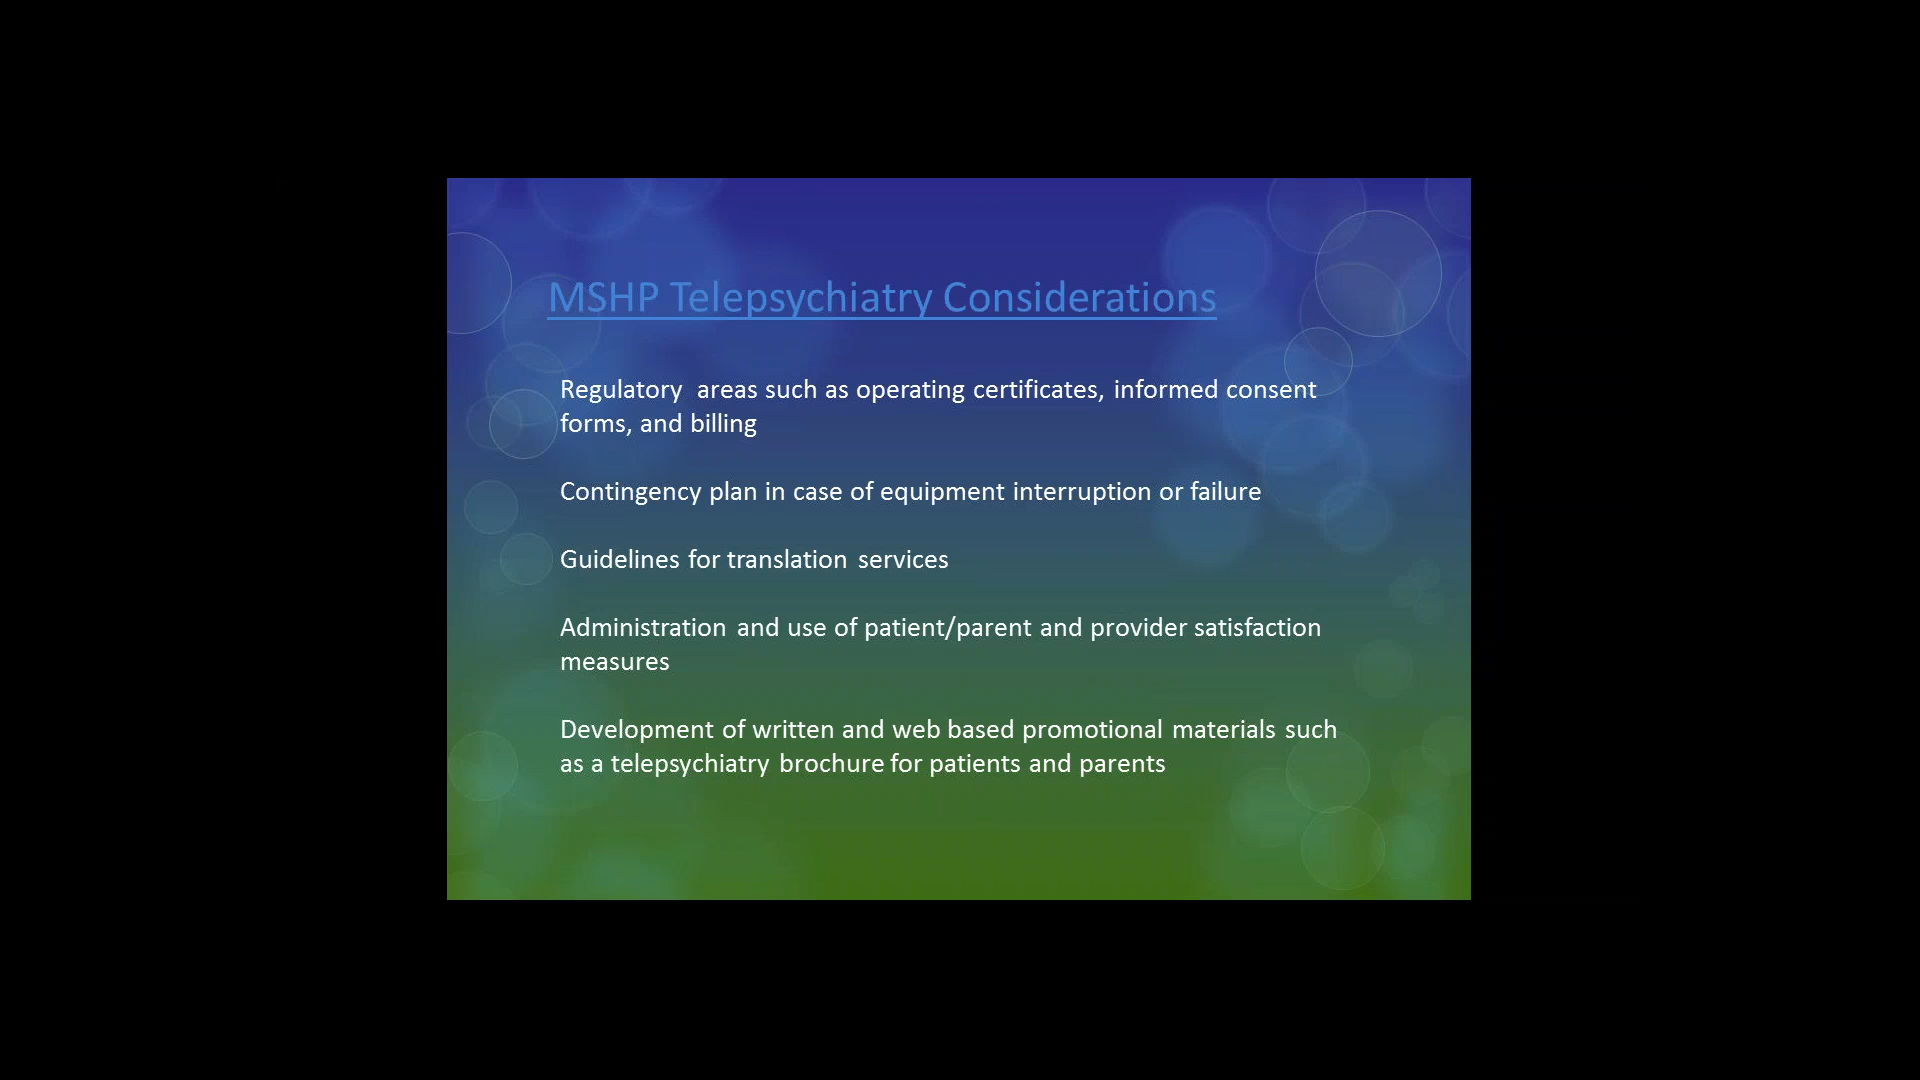 MSHP Telepsychiatry Considerations
Regulatory areas such as operating certificates, informed consent
forms, and billing
Contingency plan in case of equipment interruption or failure
Guidelines for translation services
Administration and use of patient/parent and provider satisfaction
measures
Development of written and web based promotional materials such
as a telepsychiatry brochure for patients and parents